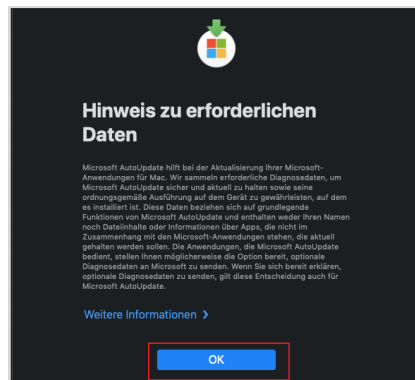 Hinweis zu erforderlichen
Daten
Microsoft AutoUpdate hilft bei der Aktualisierung Ihrer Microsoft-
Anwendungen für Mac. Wir sammeln erforderliche Diagnosedaten, um
Microsoft AutoUpdate sicher und aktuell zu halten sowie seine
ordnungsgemäße Ausführung auf dem Gerät zu gewährleisten, auf dem
es installiert ist. Diese Daten beziehen sich auf grundlegende
Funktionen von Microsoft AutoUpdate und enthalten weder Ihren Namen
noch Dateiinhalte oder Informationen über Apps, die nicht im
Zusammenhang mit den Microsoft-Anwendungen stehen, die aktuell
gehalten werden sollen. Die Anwendungen, die Microsoft AutoUpdate
bedient, stellen Ihnen möglicherweise die Option bereit, optionale
Diagnosedaten an Microsoft zu senden. Wenn Sie sich bereit erklären,
optionale Diagnosedaten zu senden, gilt diese Entscheidung auch für
Microsoft AutoUpdate.
Weitere Informationen >
OK